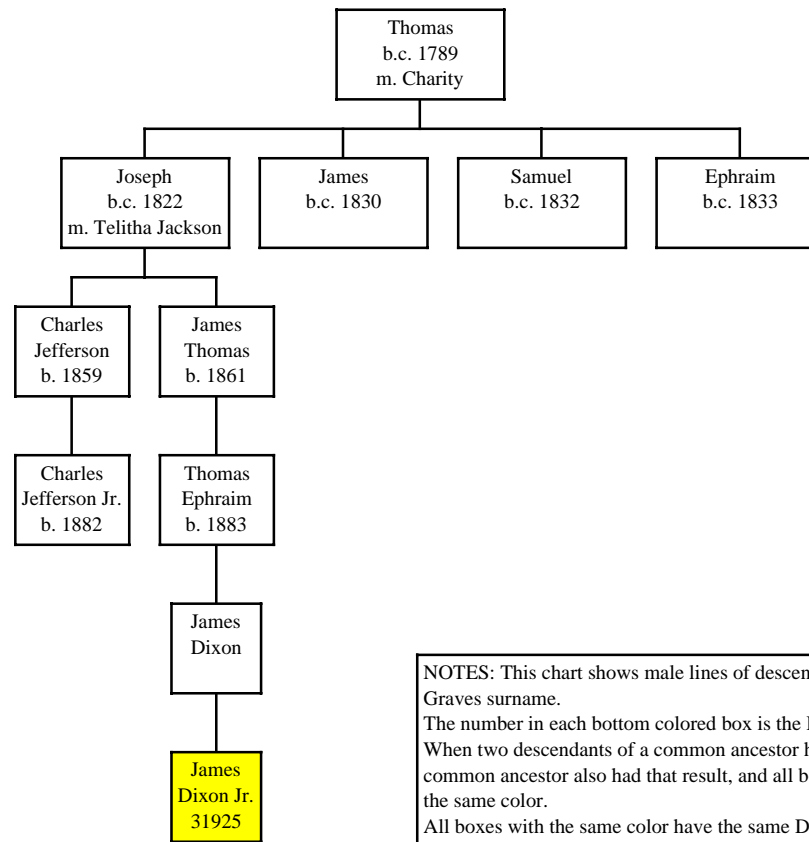 Thomas
b.c. 1789
m. Charity
Joseph
b.c. 1822
m. Telitha Jackson
James
b.c. 1830
Samuel
b.c. 1832
Ephraim
b.c. 1833
Charles
Jefferson
b. 1859
James
Thomas
b. 1861
Charles
Jefferson Jr.
b. 1882
Thomas
Ephraim
b. 1883
James
Dixon
James
Dixon Jr.
31925
NOTES: This chart shows male lines of descen
Graves surname.
The number in each bottom colored box is the
When two descendants of a common ancestor
common ancestor also had that result, and all
the same color.
All boxes with the same color have the same